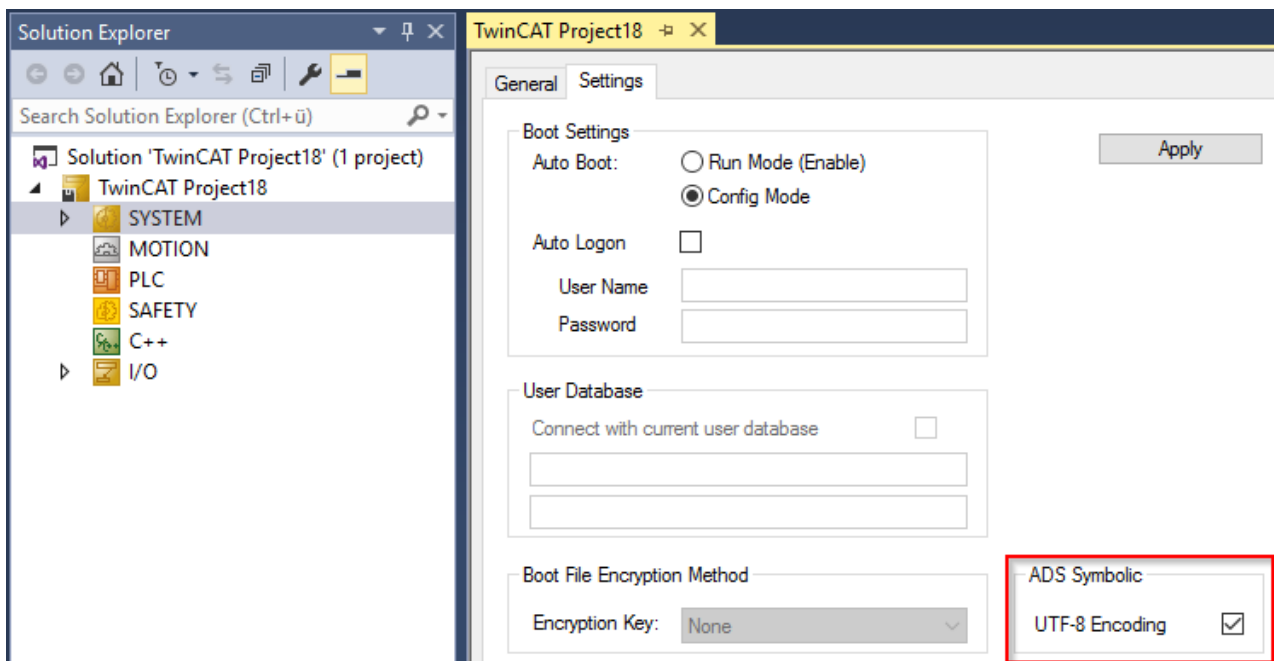 Solution Explorer
Search Solution Explorer (Ctrl+ü)
Solution 'TwinCAT Project18' (1 project)
TwinCAT Project18
SYSTEM
MOTION
PLC
SAFETY
C++
I/O
TwinCAT Project18
General Settings
Boot Settings
Auto Boot: Run Mode (Enable)
Config Mode
Apply
Auto Logon
User Name
Password
User Database
Connect with current user database
Boot File Encryption Method
Encryption Key: None
ADS Symbolic
UTF-8 Encoding